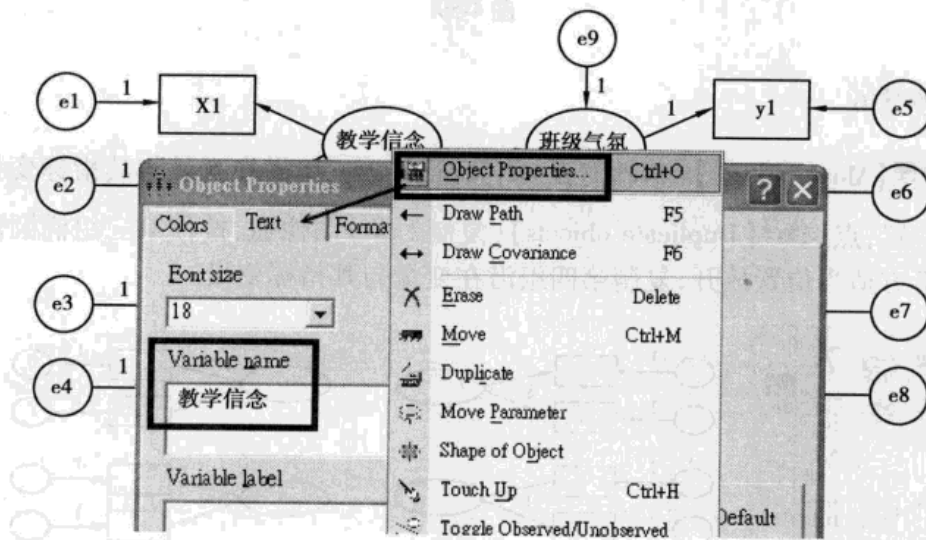 e9
e1 1 X1
1
1 y1 e5
教学信念 班级气氛
e2 1
Object Properties
Object Properties... Ctrl+O
e6
Colors Text Forma
Draw Path F5
Draw Covariance F6
Font size
18
Erase Delete
e3 1
e7
Move Ctrl+M
Variable name
教学信念
Duplicate
e4 1
e8
Move Parameter
Shape of Object
Variable label
Touch Up Ctrl+H
Toggle Observed/Unobserved
Default